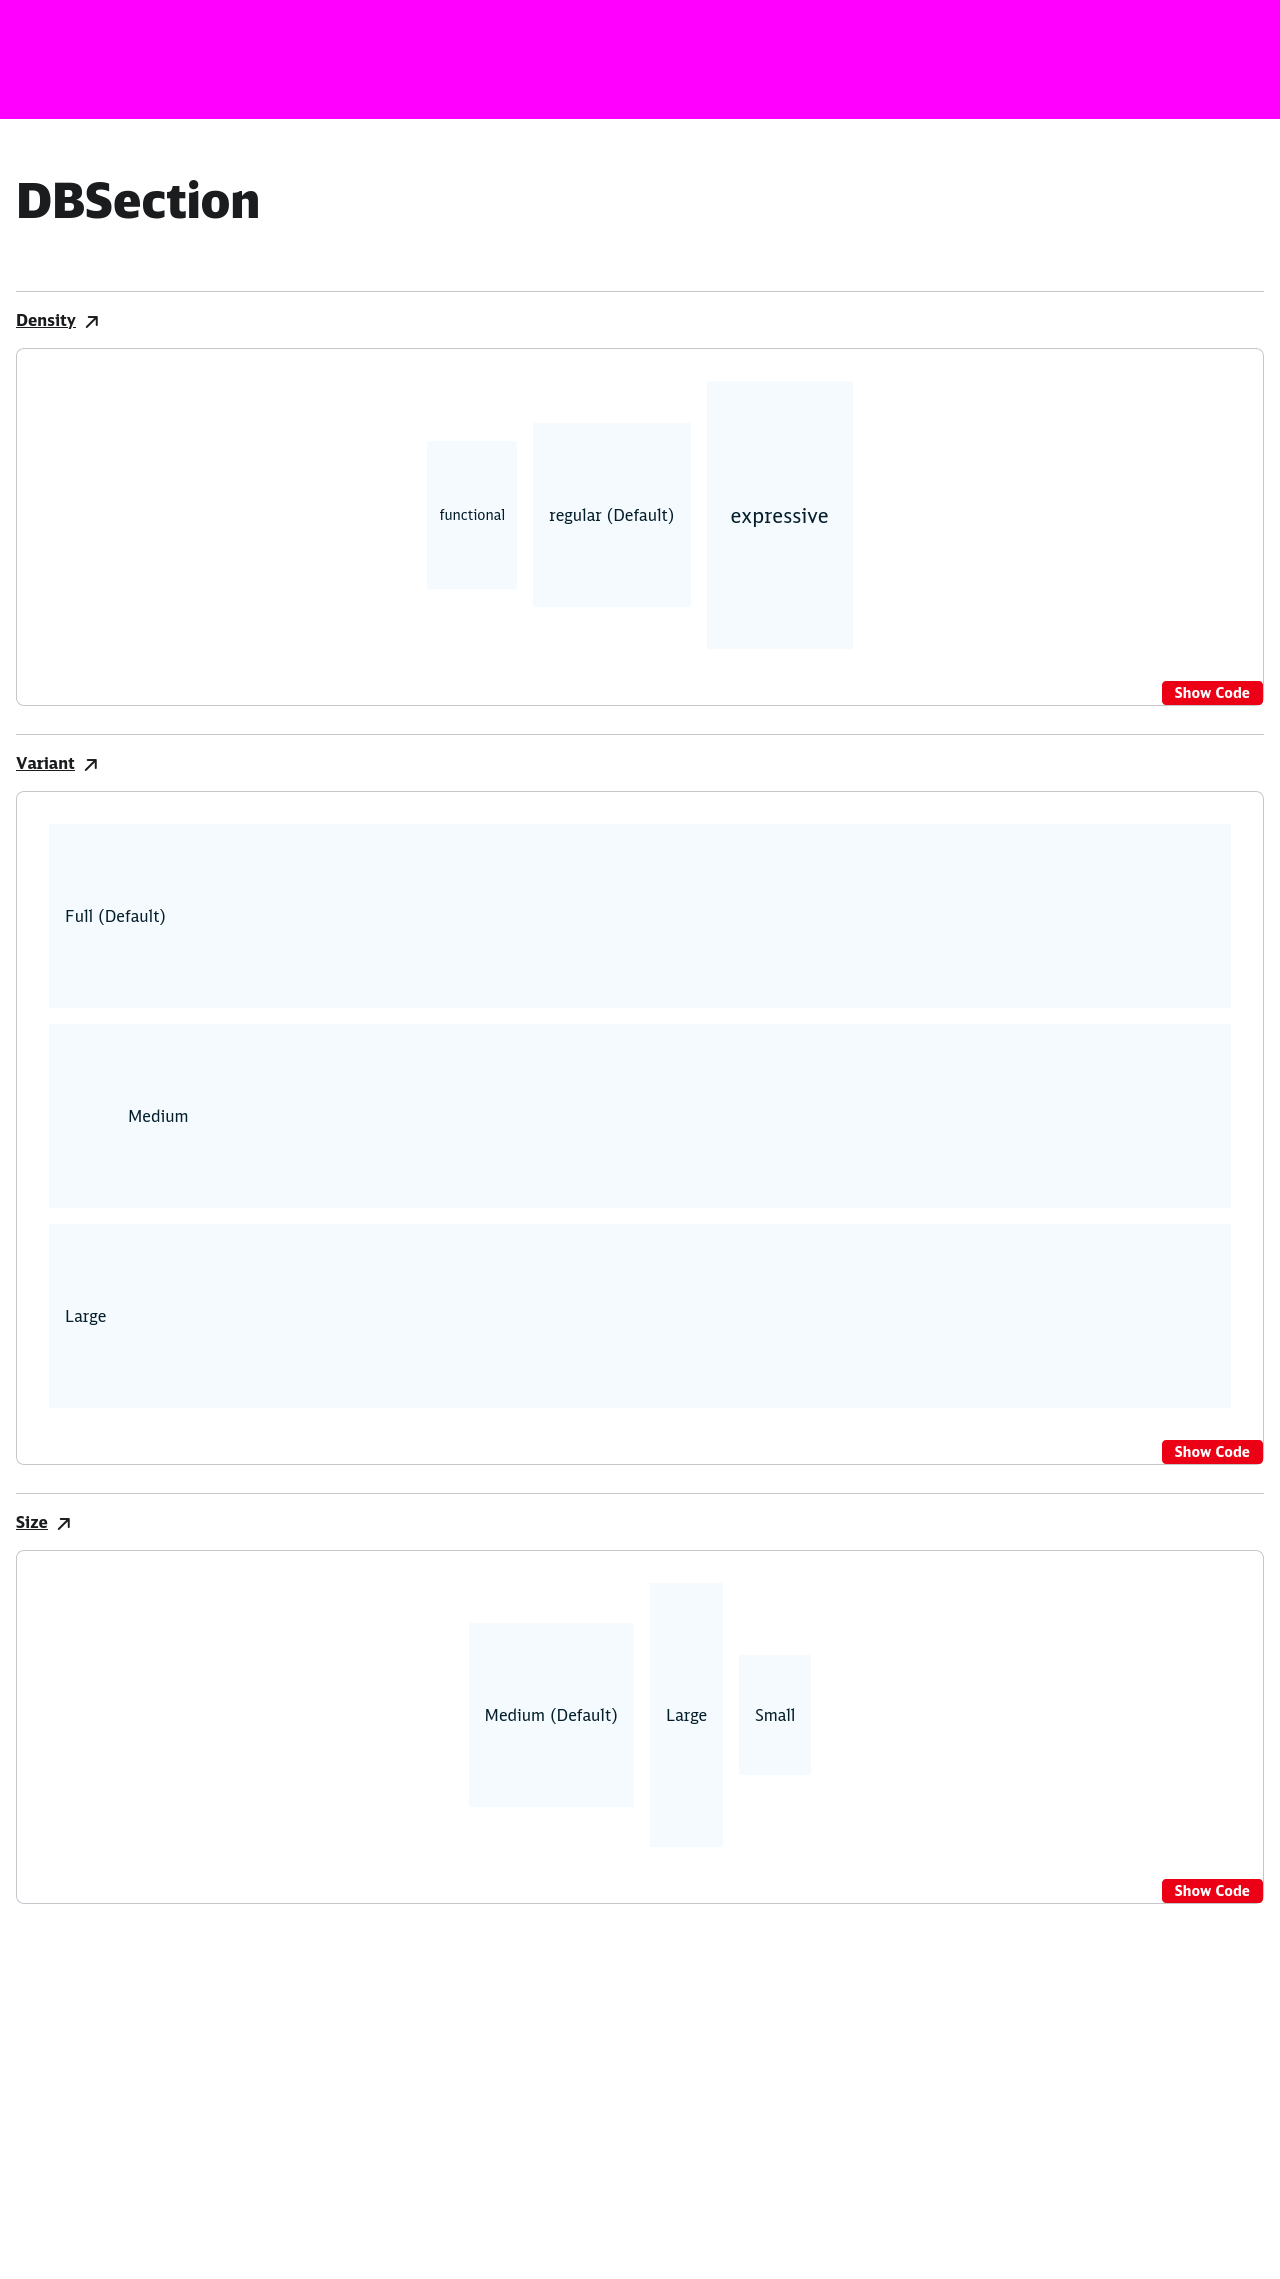 DBSection
Density
functional
regular (Default)
expressive
Show Code
Variant
Full (Default)
Medium
Large
Show Code
Size
Medium (Default)
Large
Small
Show Code